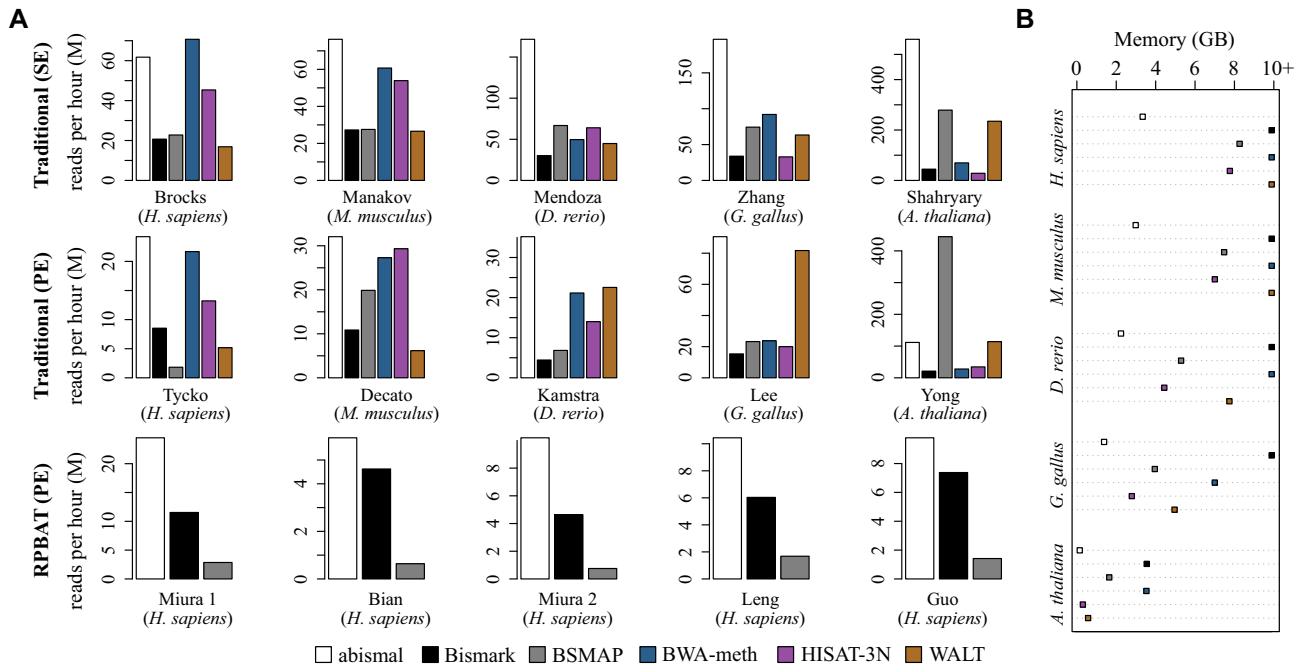 A
B
Traditional (SE)
reads per hour (M)
0 20 40 60
Brocks
(H. sapiens)
0 20 40 60
Manakov
(M. musculus)
0 50 100
Mendoza
(D. rerio)
0 50 150
Zhang
(G. gallus)
0 200 400
Shahryary
(A. thaliana)
Traditional (PE)
reads per hour (M)
0 5 10 20
Tycko
(H. sapiens)
0 10 20 30
Decato
(M. musculus)
0 10 20 30
Kamstra
(D. rerio)
0 20 60
Lee
(G. gallus)
0 200 400
Yong
(A. thaliana)
RPBAT (PE)
reads per hour (M)
0 5 10 20
Miura 1
(H. sapiens)
0 2 4
Bian
(H. sapiens)
0 2 4 6 8
Miura 2
(H. sapiens)
0 2 4 6 8
Leng
(H. sapiens)
0 2 4 6 8
Guo
(H. sapiens)
abismal Bismark BSMAP BWA-meth HISAT-3N WALT
Memory (GB)
0 2 4 6 8 10+
H. sapiens
M. musculus
D. rerio
G. gallus
A. thaliana